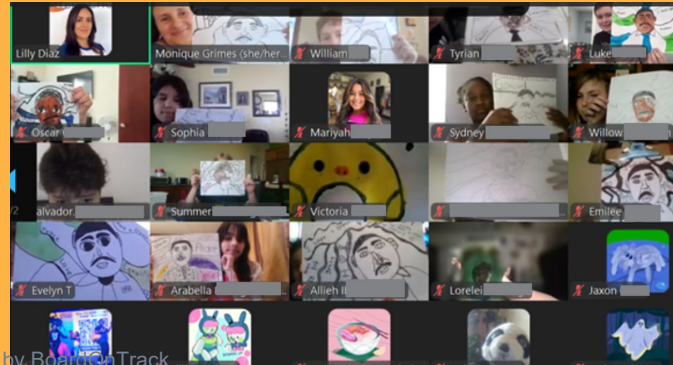 Lilly Diaz
Monique Grimes (she/her...
William
Tyrian
Luke
Oscar
Sophia
Mariyah
Sydney
Willow
alvador.
Summer
Victoria
Emilee
Evelyn T
Arabella
Allieh
Lorelei
Jaxon
by BoardOnTrack